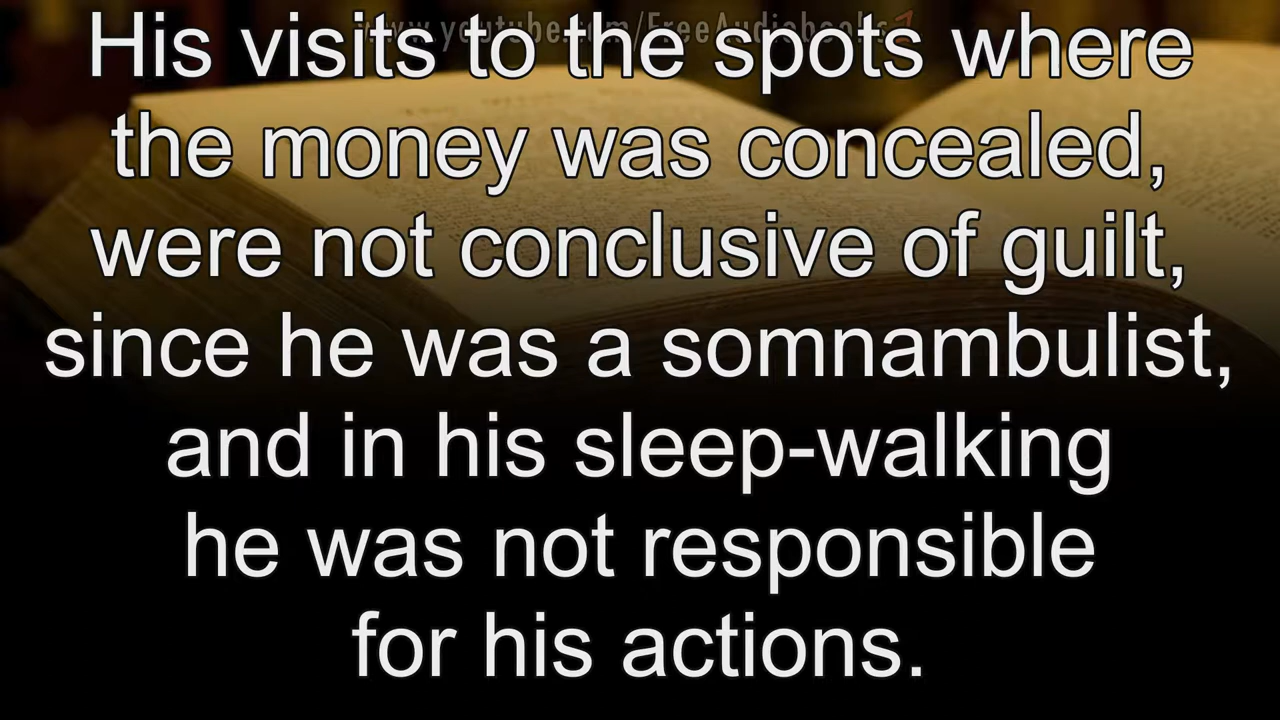 www.youtube.com/FreeAudiobooks
His visits to the spots where
the money was concealed,
were not conclusive of guilt,
since he was a somnambulist,
and in his sleep-walking
he was not responsible
for his actions.